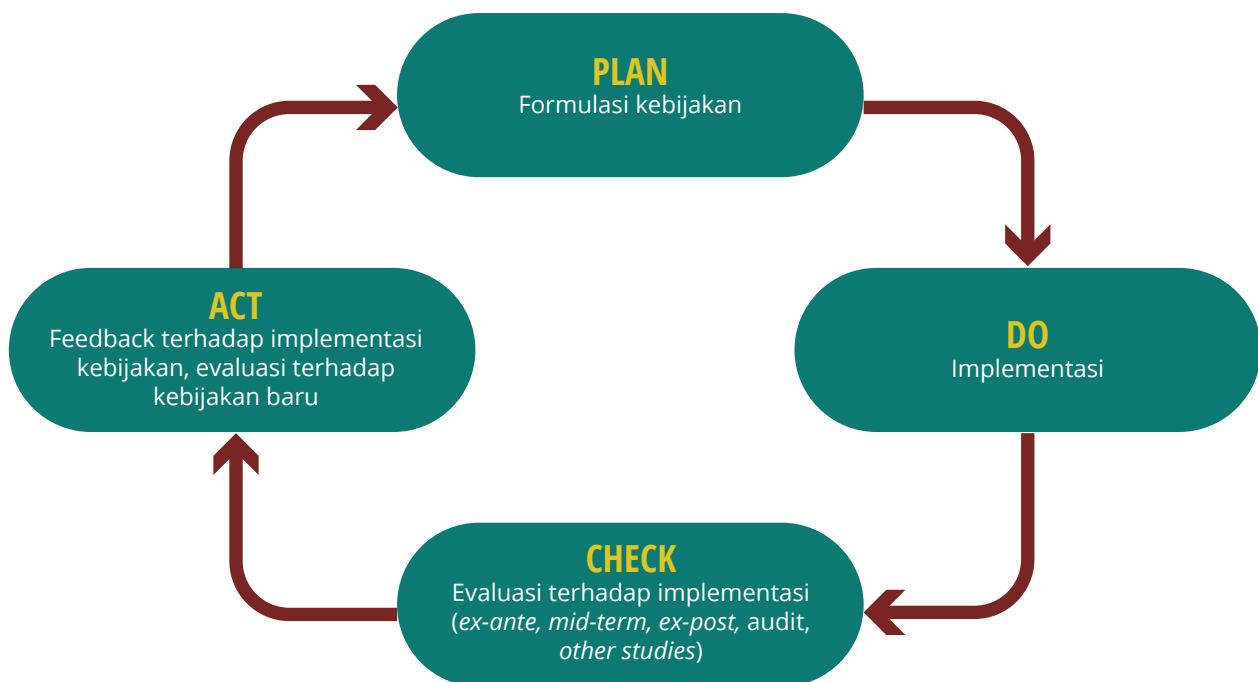 PLAN
Formulasi kebijakan
ACT
Feedback terhadap implementasi
kebijakan, evaluasi terhadap
kebijakan baru
DO
Implementasi
CHECK
Evaluasi terhadap implementasi
(ex-ante, mid-term, ex-post, audit,
other studies)